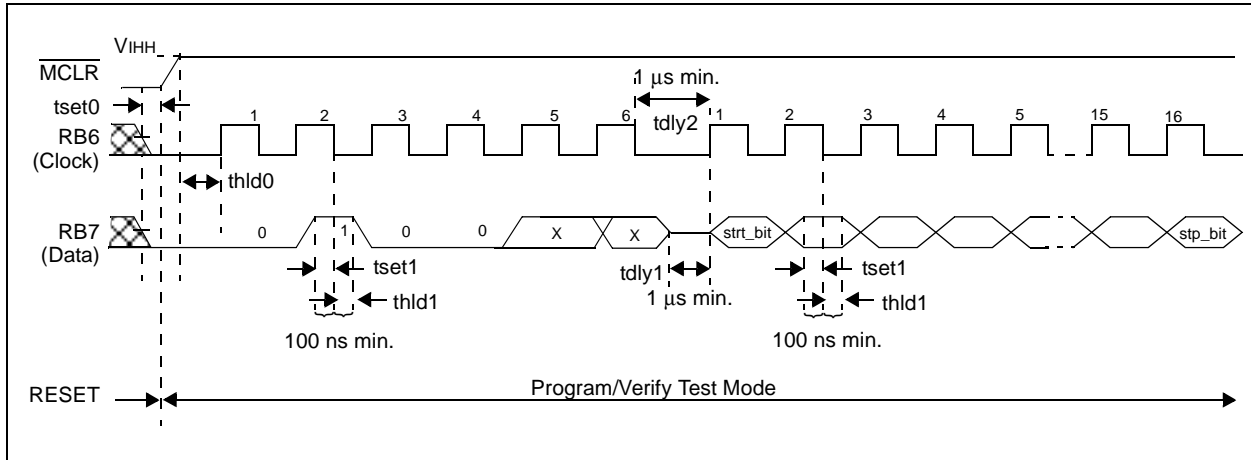 VIHH
MCLR
1 μs min.
tset0
1 2 3 4 5 6 tdly2 1 2 3 4 5 15 16
RB6
(Clock)
thld0
RB7
(Data)
0 1 0 0 X X strt_bit stp_bit
tset1 tdly1 tset1
thld1 1 μs min. thld1
100 ns min. 100 ns min.
RESET Program/Verify Test Mode